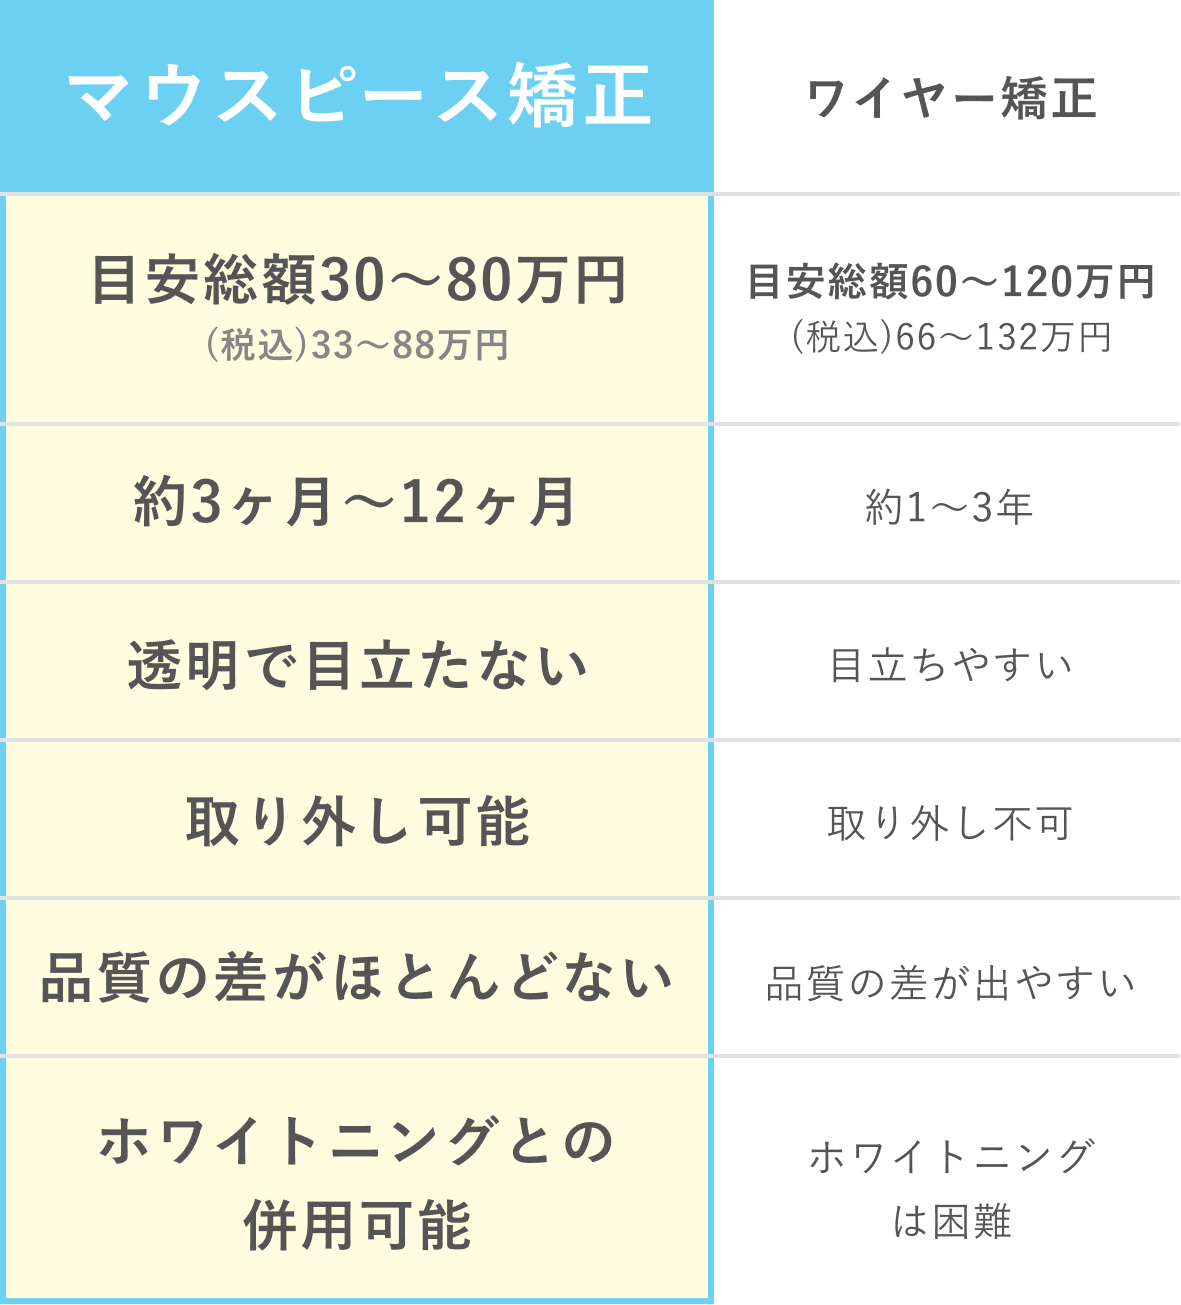 マウスピース矯正
ワイヤー矯正
目安総額30〜80万円
(税込)33〜88万円
目安総額60〜120万円
(税込)66〜132万円
約3ヶ月〜12ヶ月
約1〜3年
透明で目立たない
目立ちやすい
取り外し可能
取り外し不可
品質の差がほとんどない
品質の差が出やすい
ホワイトニングとの
併用可能
ホワイトニング
は困難